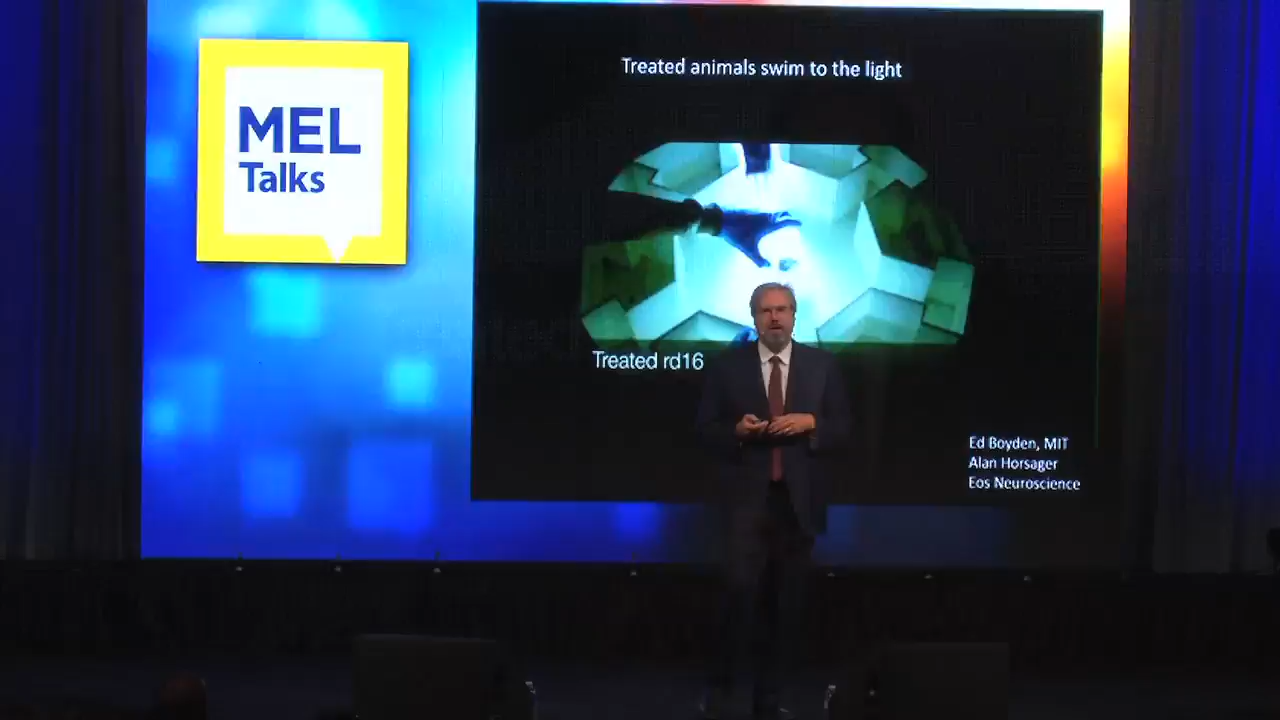 MEL
Talks
Treated animals swim to the light
Treated rd16
Ed Boyden, MIT
Alan Horsager
Eos Neuroscience